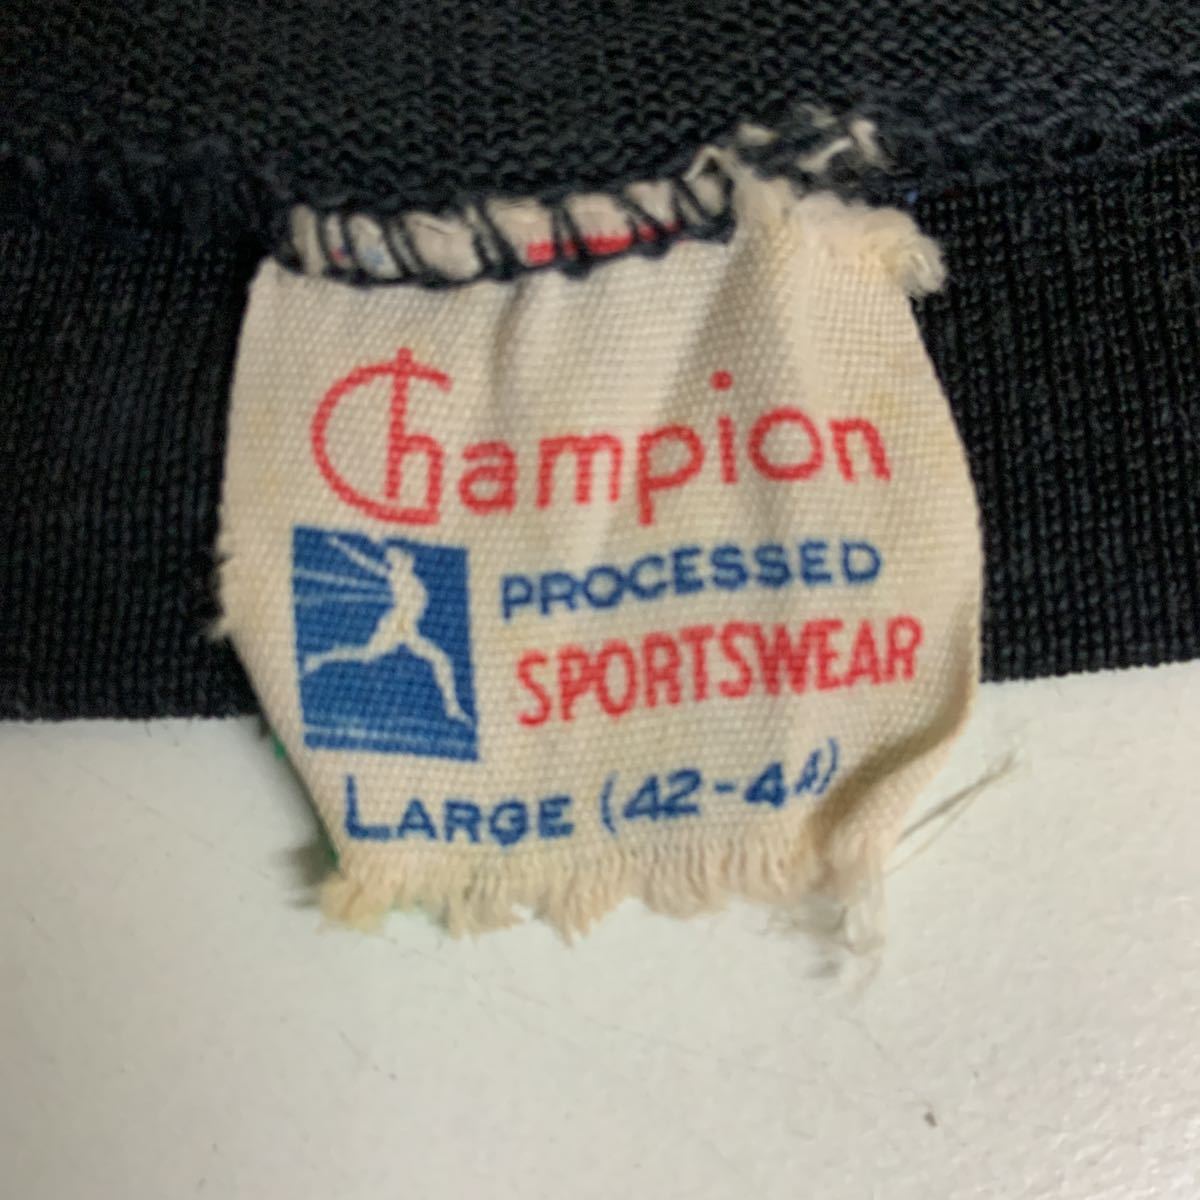 Champion
PROCESSED
SPORTSWEAR
LARGE (42-44)